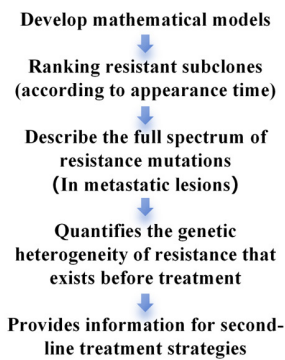 Develop mathematical models
Ranking resistant subclones
(according to appearance time)
Describe the full spectrum of
resistance mutations
(In metastatic lesions)
Quantifies the genetic
heterogeneity of resistance that
exists before treatment
Provides information for second-
line treatment strategies